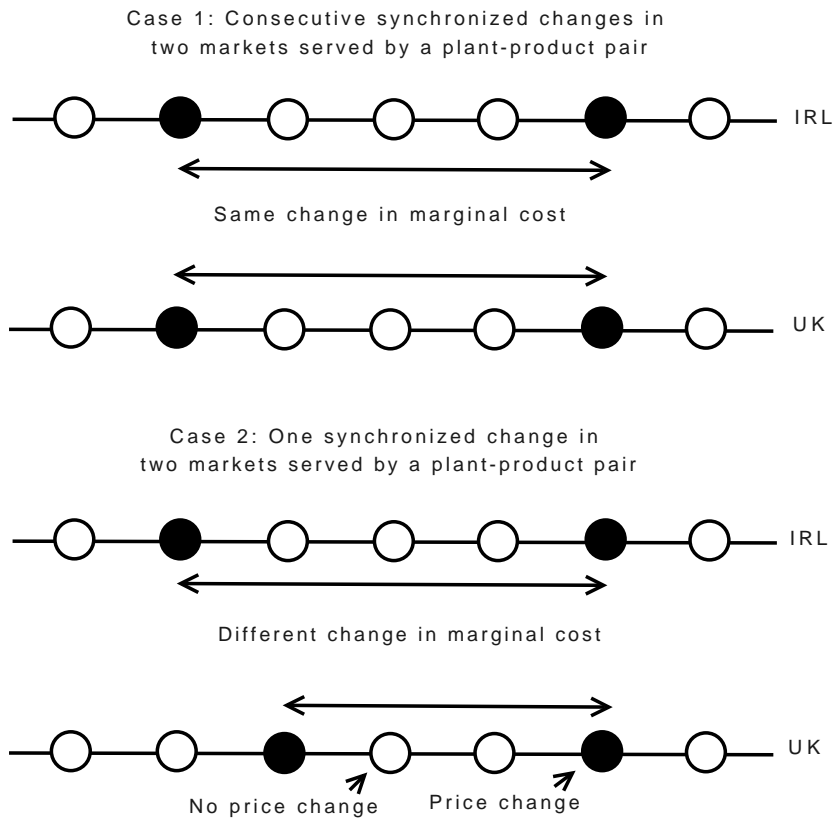 Case 1: Consecutive synchronized changes in
two markets served by a plant-product pair
IRL
Same change in marginal cost
UK
Case 2: One synchronized change in
two markets served by a plant-product pair
IRL
Different change in marginal cost
UK
No price change
Price change